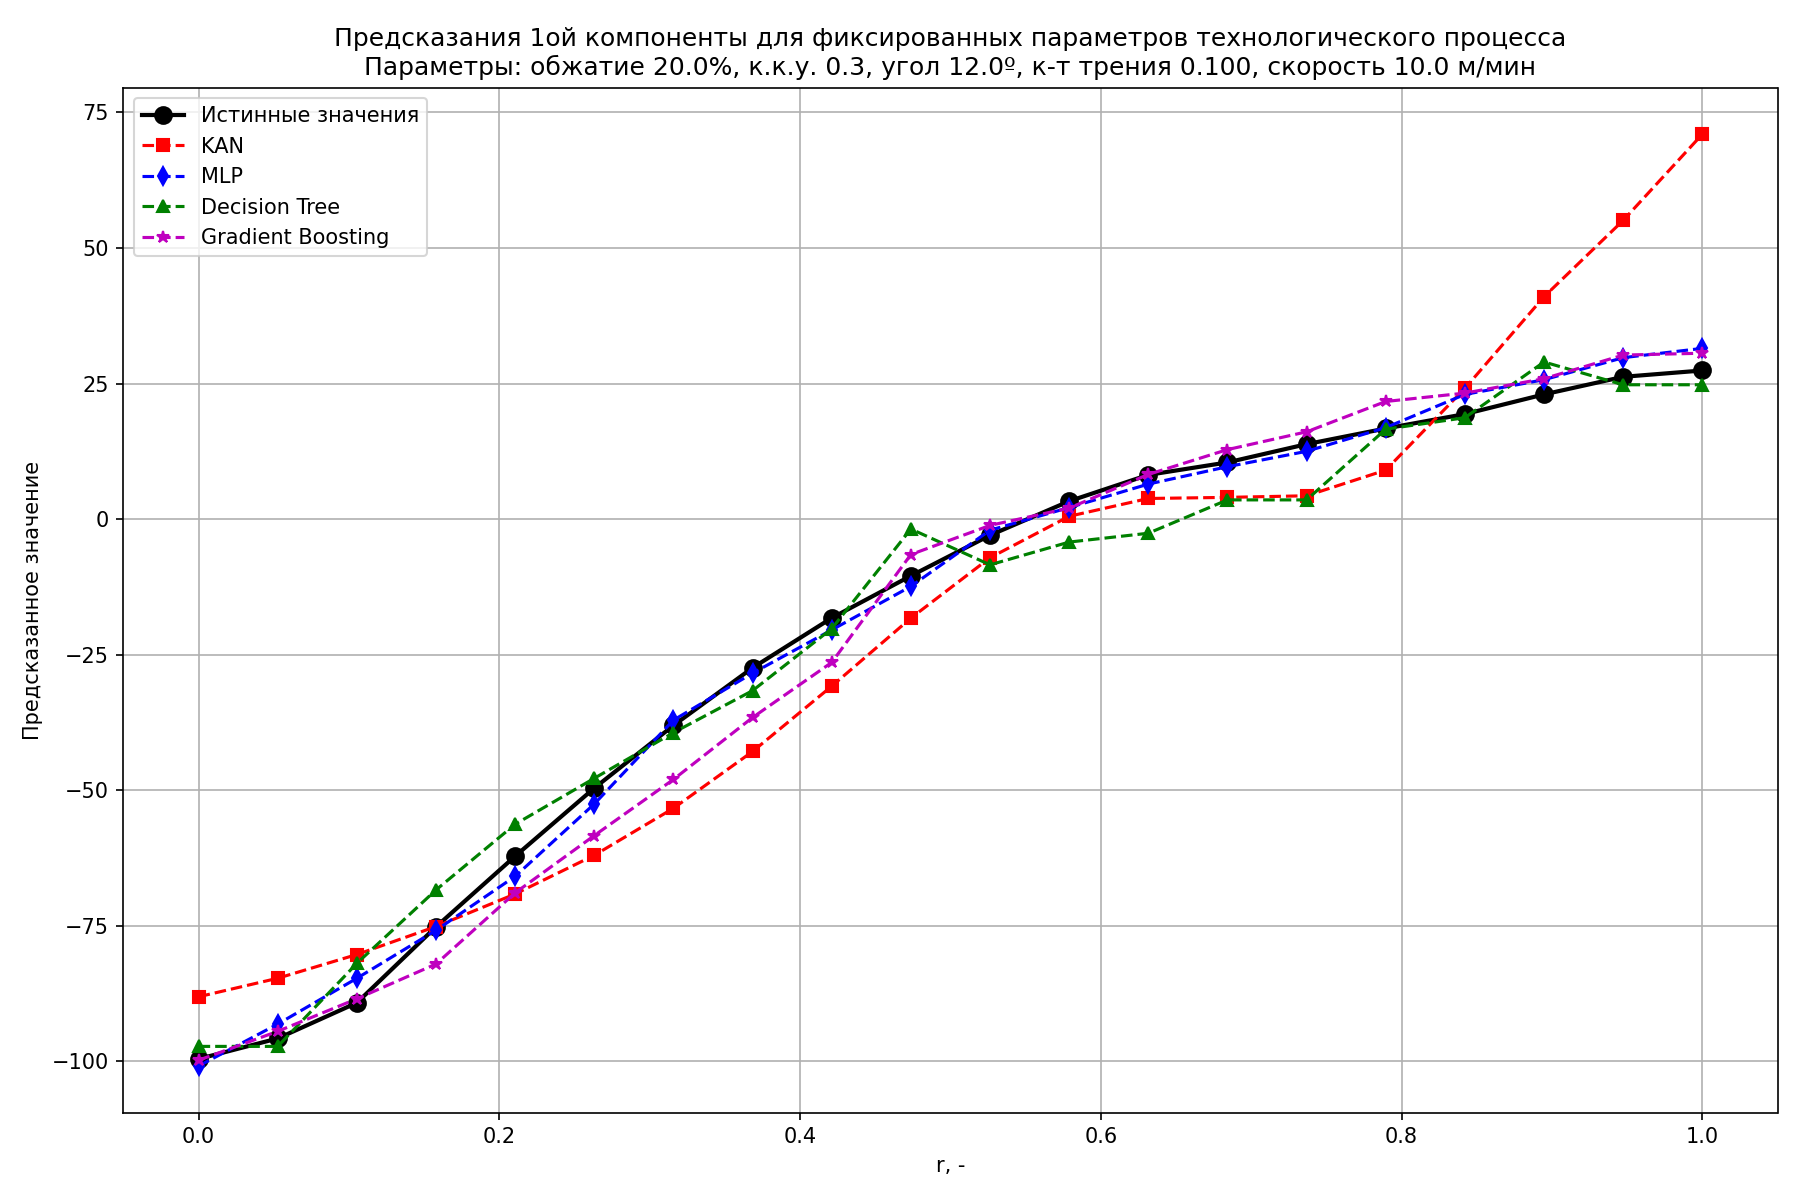 Предсказания 1ой компоненты для фиксированных параметров технологического процесса
Параметры: обжатие 20.0%, к.к.у. 0.3, угол 12.0º, к-т трения 0.100, скорость 10.0 м/мин
Истинные значения
KAN
MLP
Decision Tree
Gradient Boosting
Предсказанное значение
75
50
25
0
−25
−50
−75
−100
0.0
0.2
0.4
0.6
0.8
1.0
r, -